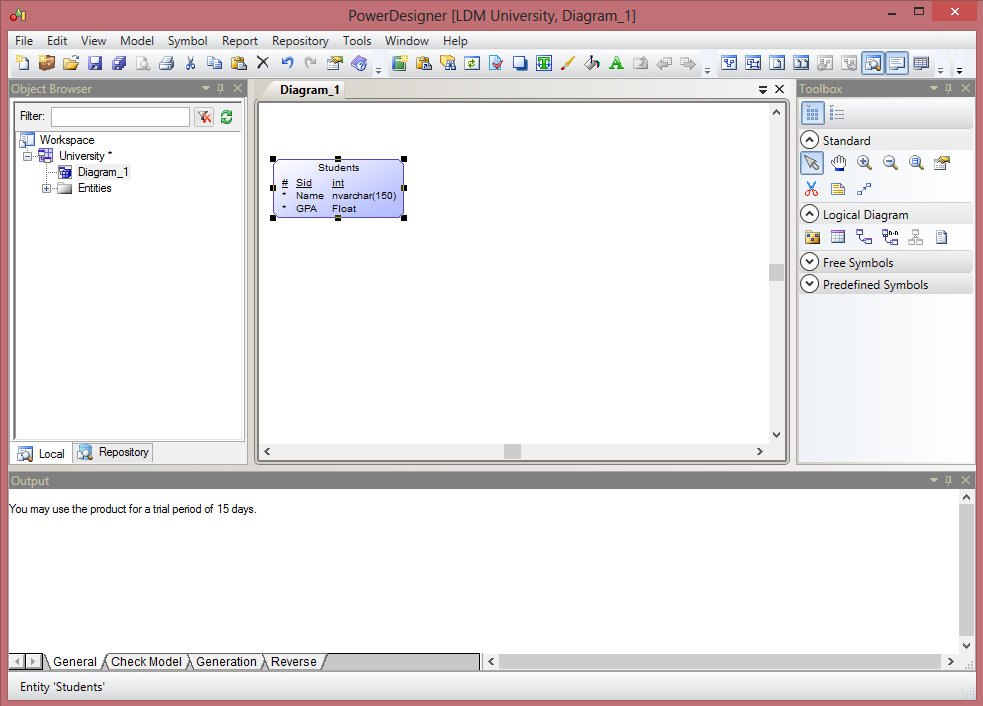 PowerDesigner [LDM University, Diagram_1]
File Edit View Model Symbol Report Repository Tools Window Help
Object Browser
Filter:
Workspace
University *
Diagram_1
Entities
Local Repository
Diagram_1
Students
# Sid int
* Name nvarchar(150)
* GPA Float
Toolbox
Standard
Logical Diagram
Free Symbols
Predefined Symbols
Output
You may use the product for a trial period of 15 days.
General Check Model Generation Reverse
Entity 'Students'